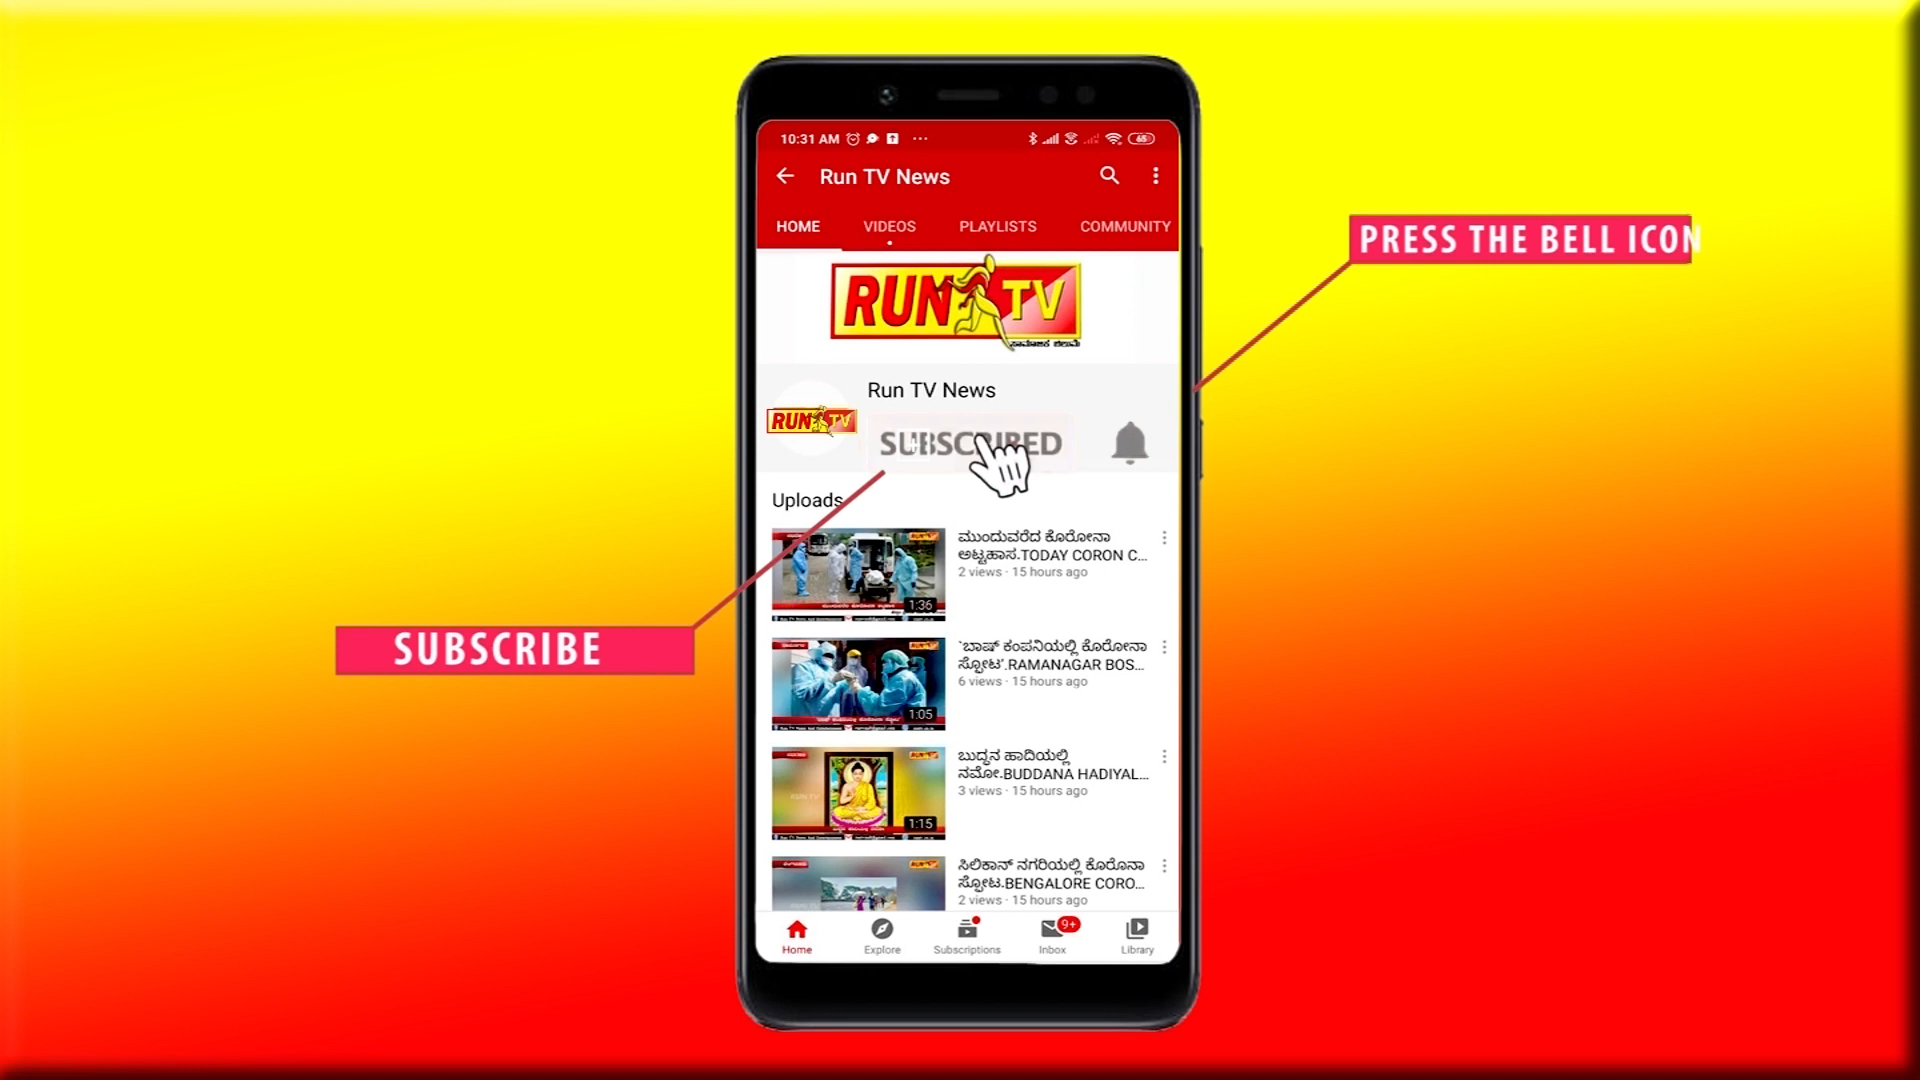 10:31 AM
65
Run TV News
HOME VIDEOS PLAYLISTS COMMUNITY
PRESS THE BELL ICON
RUN TV
Run TV News
RUN TV
SUBSCRIBED
Uploads
ಮುಂದುವರೆದ ಕೊರೋನಾ
ಅಟ್ಟಹಾಸ.TODAY CORON C...
2 views · 15 hours ago
1:36
SUBSCRIBE
`ಬಾಷ್ ಕಂಪನಿಯಲ್ಲಿ ಕೊರೋನಾ
ಸ್ಫೋಟ'.RAMANAGAR BOS...
6 views · 15 hours ago
1:05
ಬುದ್ಧನ ಹಾದಿಯಲ್ಲಿ
ನಮೋ.BUDDANA HADIYAL...
3 views · 15 hours ago
1:15
ಸಿಲಿಕಾನ್ ನಗರಿಯಲ್ಲಿ ಕೊರೊನಾ
ಸ್ಫೋಟ.BENGALORE CORO...
2 views · 15 hours ago
9+
Home Explore Subscriptions Inbox Library